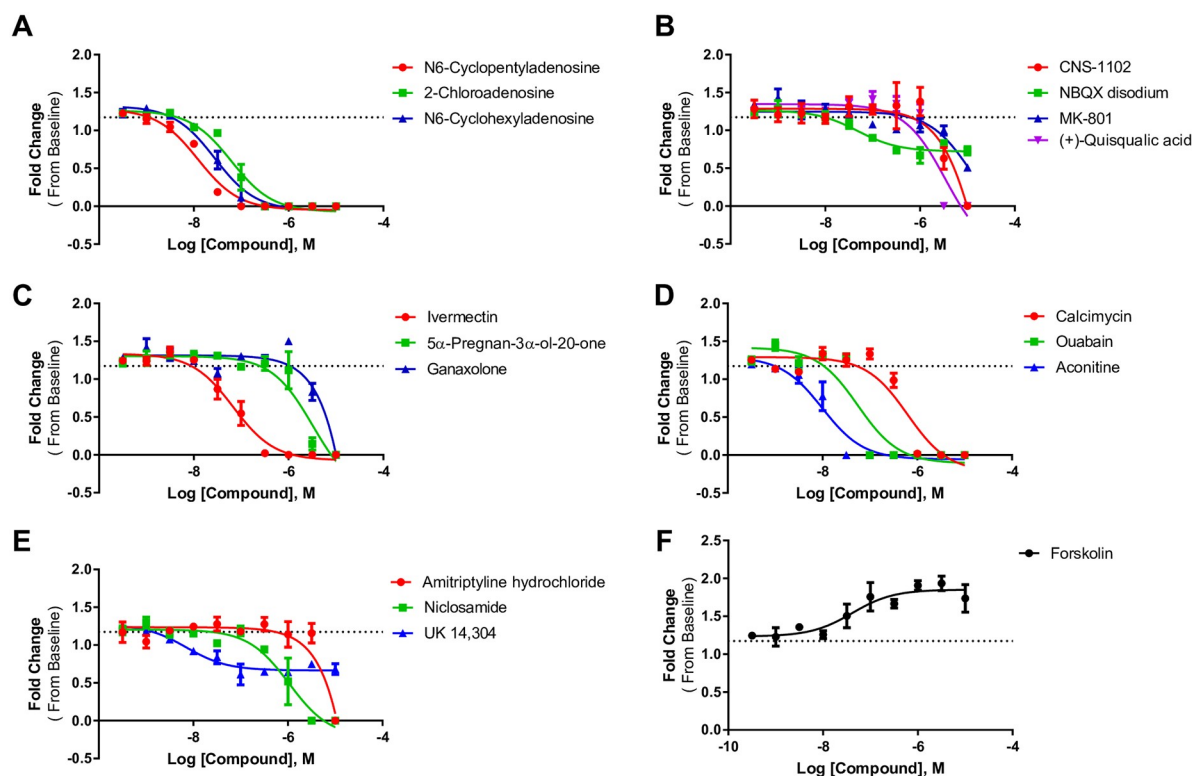 A
Fold Change
( From Baseline)
2.0
1.5
1.0
0.5
0.0
-0.5
-8
-6
-4
Log [Compound], M
N6-Cyclopentyladenosine
2-Chloroadenosine
N6-Cyclohexyladenosine
B
Fold Change
( From Baseline)
2.0
1.5
1.0
0.5
0.0
-0.5
-8
-6
-4
Log [Compound], M
CNS-1102
NBQX disodium
MK-801
(+)-Quisqualic acid
C
Fold Change
( From Baseline)
2.0
1.5
1.0
0.5
0.0
-0.5
-8
-6
-4
Log [Compound], M
Ivermectin
5α-Pregnan-3α-ol-20-one
Ganaxolone
D
Fold Change
( From Baseline)
2.0
1.5
1.0
0.5
0.0
-0.5
-8
-6
-4
Log [Compound], M
Calcimycin
Ouabain
Aconitine
E
Fold Change
( From Baseline)
2.0
1.5
1.0
0.5
0.0
-0.5
-8
-6
-4
Log [Compound], M
Amitriptyline hydrochloride
Niclosamide
UK 14,304
F
Fold Change
( From Baseline)
2.5
2.0
1.5
1.0
0.5
0.0
-10
-8
-6
-4
Log [Compound], M
Forskolin